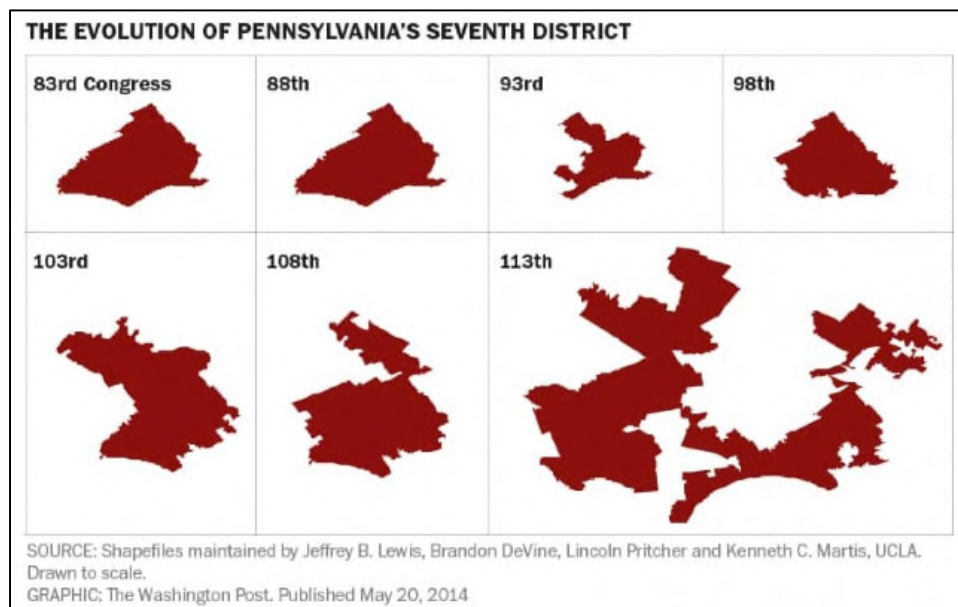 THE EVOLUTION OF PENNSYLVANIA'S SEVENTH DISTRICT
83rd Congress
88th
93rd
98th
103rd
108th
113th
SOURCE: Shapefiles maintained by Jeffrey B. Lewis, Brandon DeVine, Lincoln Pritcher and Kenneth C. Martis, UCLA.
Drawn to scale.
GRAPHIC: The Washington Post. Published May 20, 2014